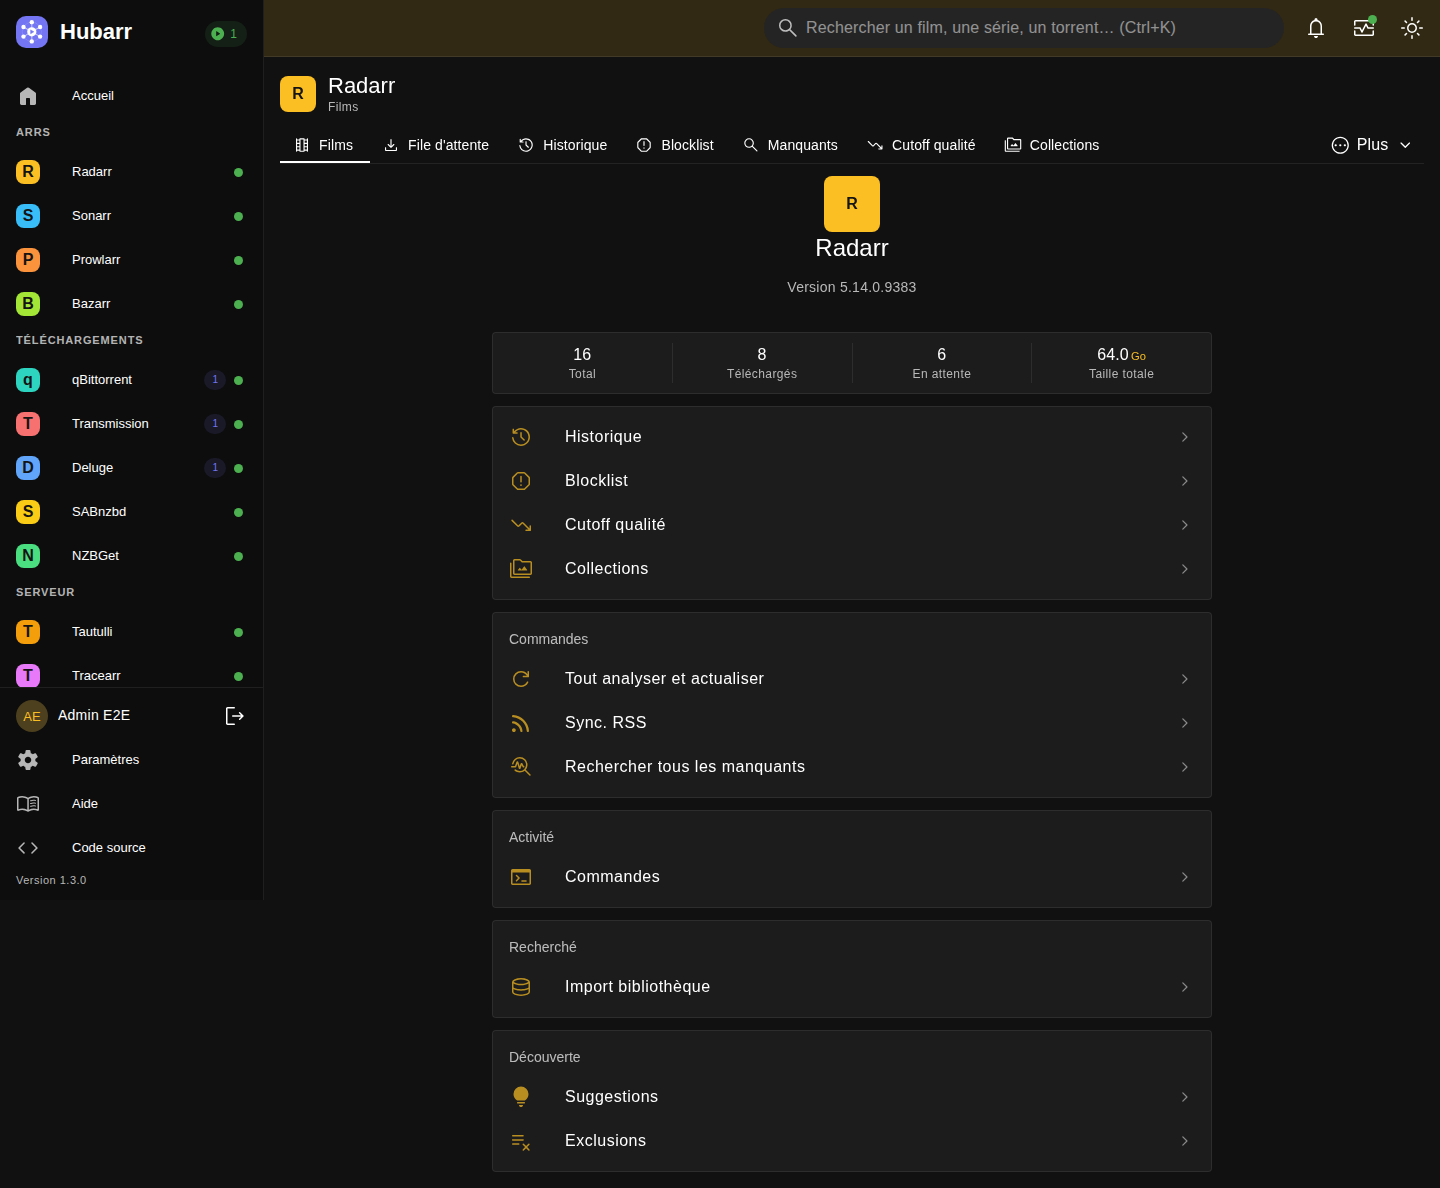 Hubarr
1
Rechercher un film, une série, un torrent… (Ctrl+K)
Accueil
ARRS
R Radarr
S Sonarr
P Prowlarr
B Bazarr
TÉLÉCHARGEMENTS
q qBittorrent 1
T Transmission 1
D Deluge 1
S SABnzbd
N NZBGet
SERVEUR
T Tautulli
T Tracearr
AE Admin E2E
Paramètres
Aide
Code source
Version 1.3.0
R Radarr
Films
Films File d'attente Historique Blocklist Manquants Cutoff qualité Collections Plus
R
Radarr
Version 5.14.0.9383
16 8 6 64.0 Go
Total Téléchargés En attente Taille totale
Historique
Blocklist
Cutoff qualité
Collections
Commandes
Tout analyser et actualiser
Sync. RSS
Rechercher tous les manquants
Activité
Commandes
Recherché
Import bibliothèque
Découverte
Suggestions
Exclusions